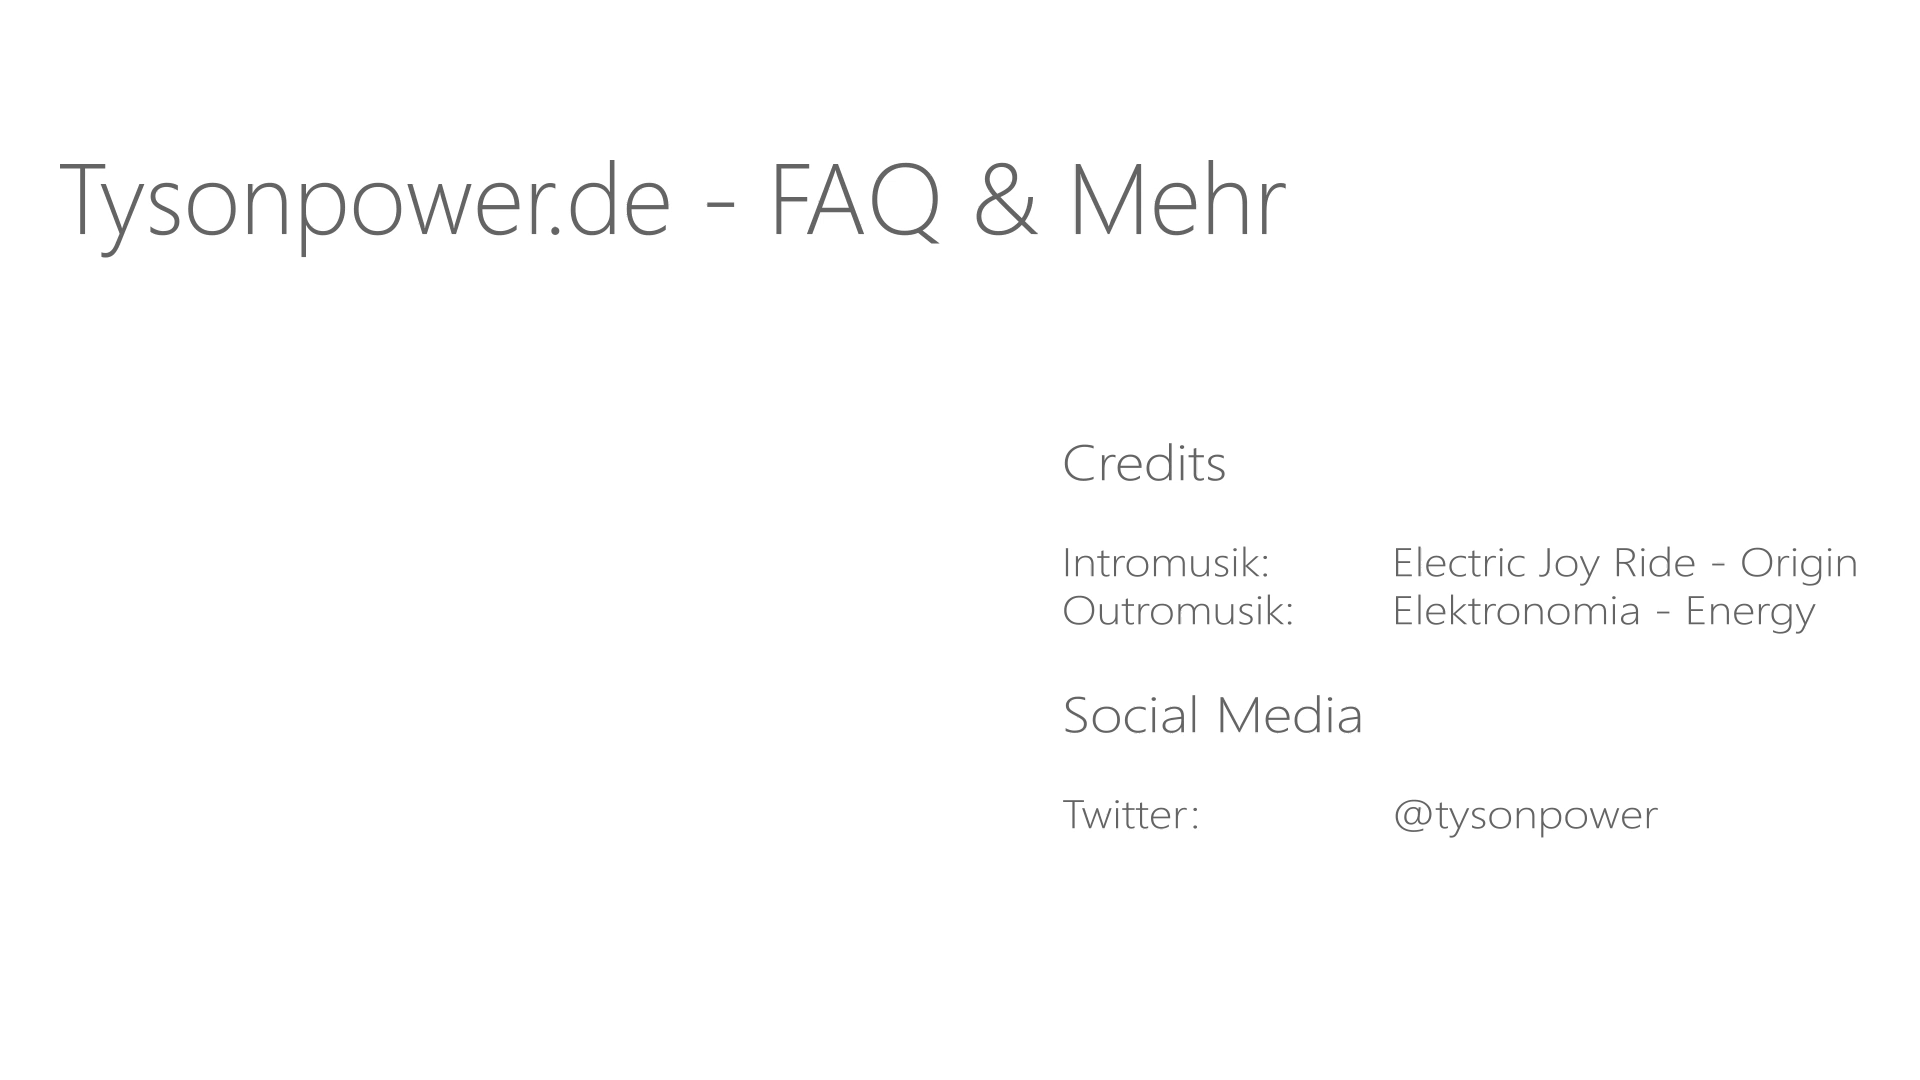 Tysonpower.de - FAQ & Mehr
Credits
Intromusik: Electric Joy Ride - Origin
Outromusik: Elektronomia - Energy
Social Media
Twitter: @tysonpower